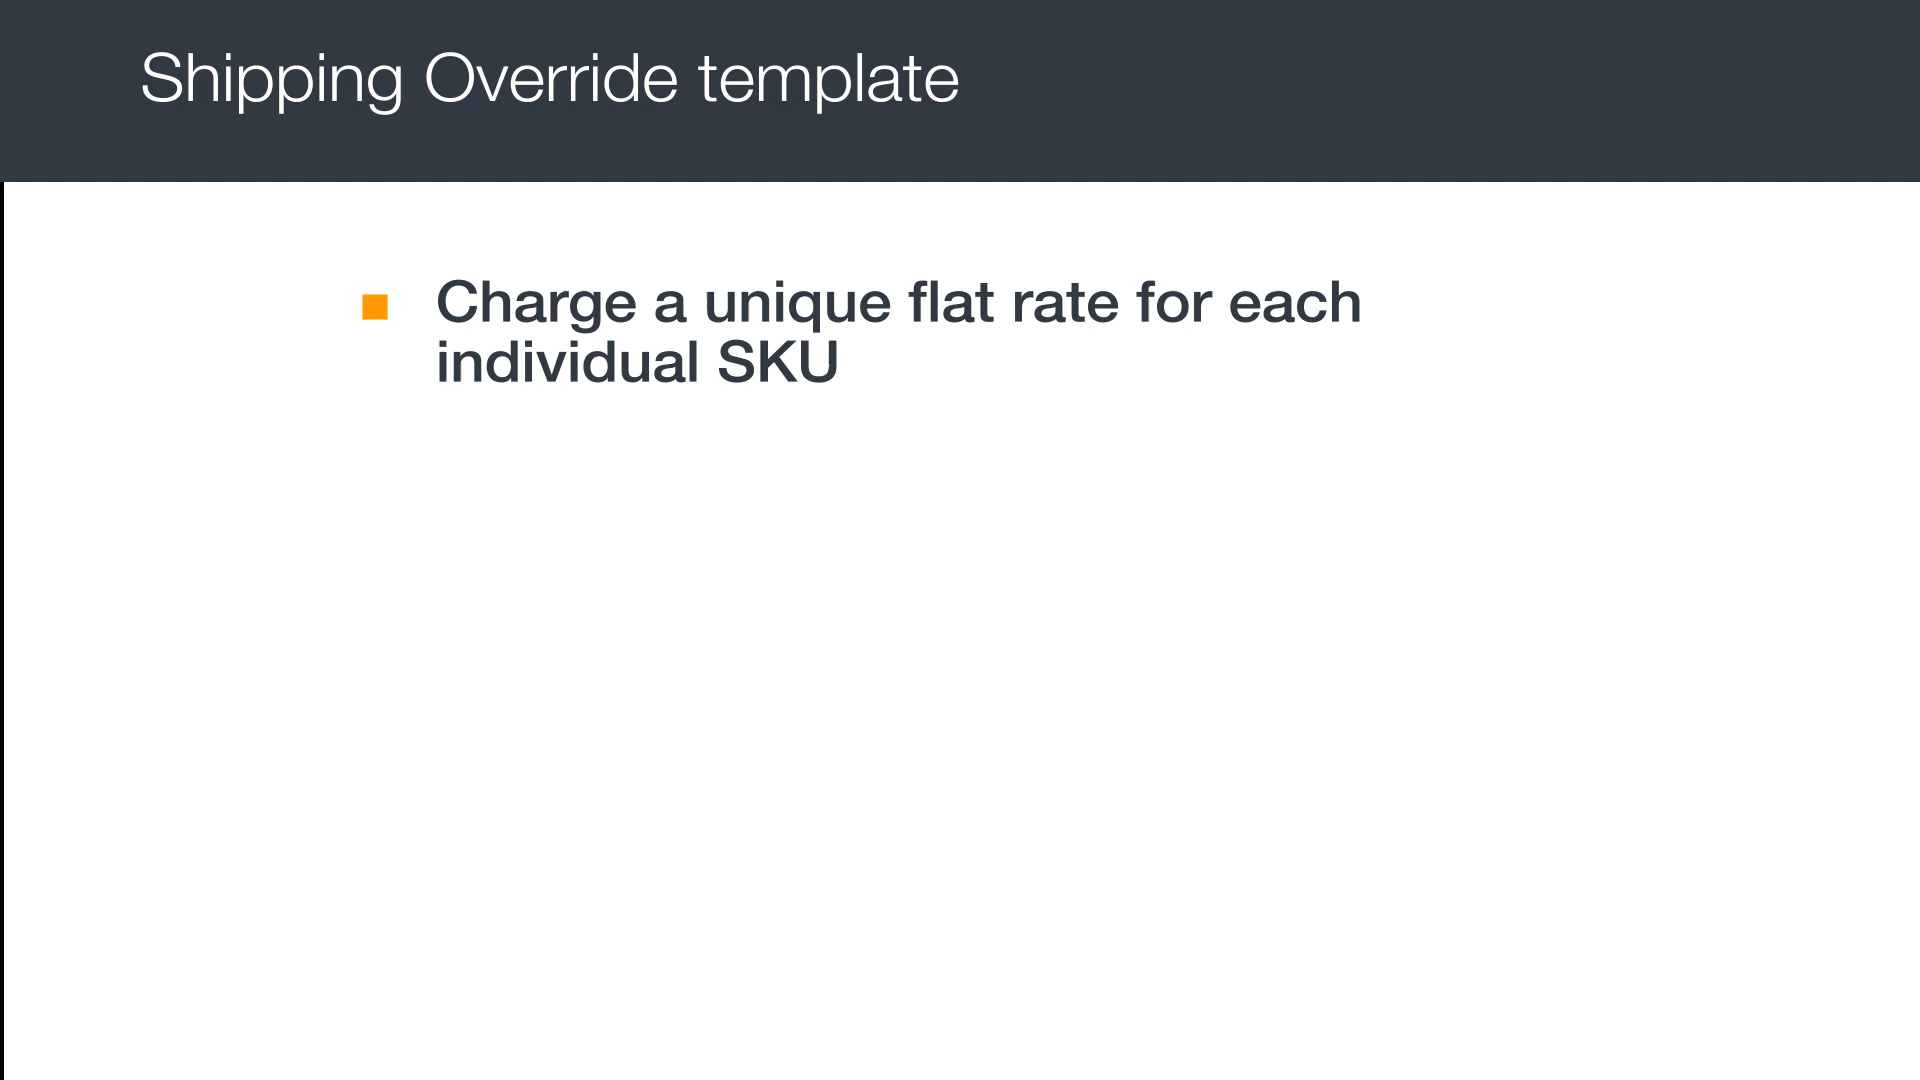 Shipping Override template
Charge a unique flat rate for each
individual SKU